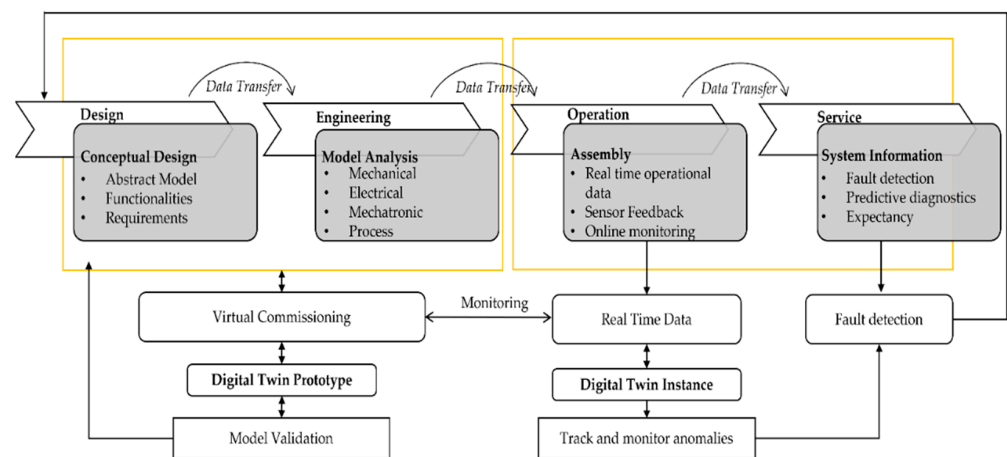 Data Transfer
Data Transfer
Data Transfer
Design
Conceptual Design
• Abstract Model
• Functionalities
• Requirements
Engineering
Model Analysis
• Mechanical
• Electrical
• Mechatronic
• Process
Operation
Assembly
• Real time operational
data
• Sensor Feedback
• Online monitoring
Service
System Information
• Fault detection
• Predictive diagnostics
• Expectancy
Virtual Commissioning
Monitoring
Real Time Data
Fault detection
Digital Twin Prototype
Digital Twin Instance
Model Validation
Track and monitor anomalies